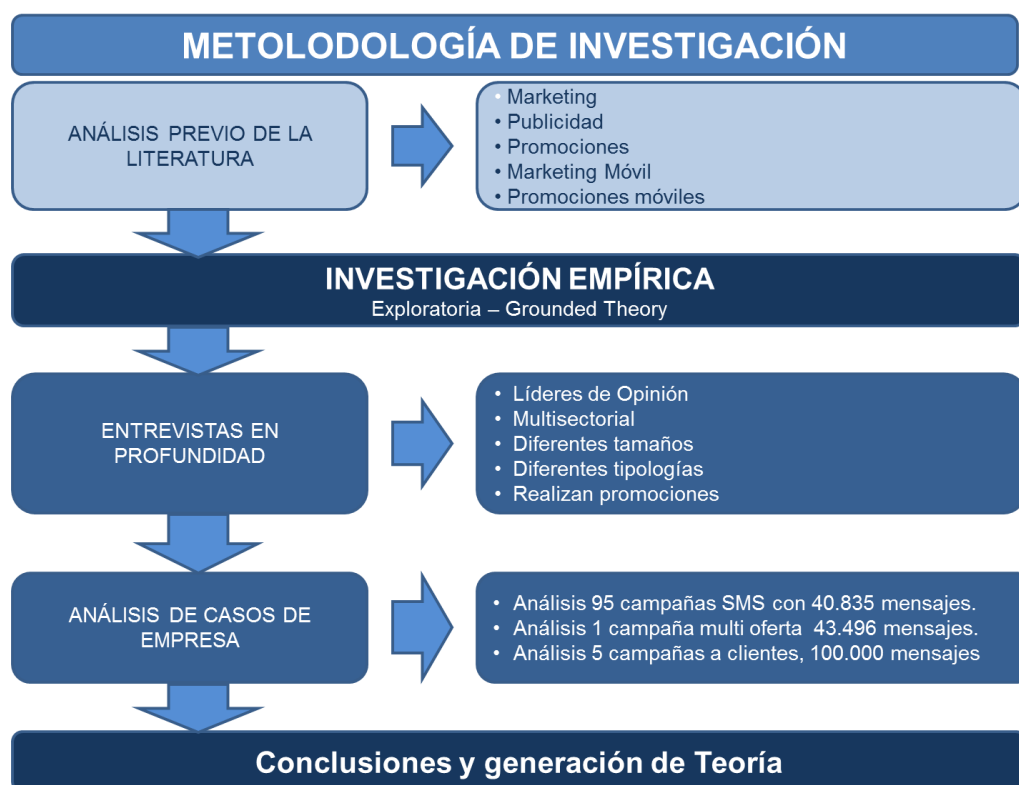 METOLODOLOGÍA DE INVESTIGACIÓN
ANÁLISIS PREVIO DE LA
LITERATURA
• Marketing
• Publicidad
• Promociones
• Marketing Móvil
• Promociones móviles
INVESTIGACIÓN EMPÍRICA
Exploratoria – Grounded Theory
ENTREVISTAS EN
PROFUNDIDAD
• Líderes de Opinión
• Multisectorial
• Diferentes tamaños
• Diferentes tipologías
• Realizan promociones
ANÁLISIS DE CASOS DE
EMPRESA
• Análisis 95 campañas SMS con 40.835 mensajes.
• Análisis 1 campaña multi oferta 43.496 mensajes.
• Análisis 5 campañas a clientes, 100.000 mensajes
Conclusiones y generación de Teoría